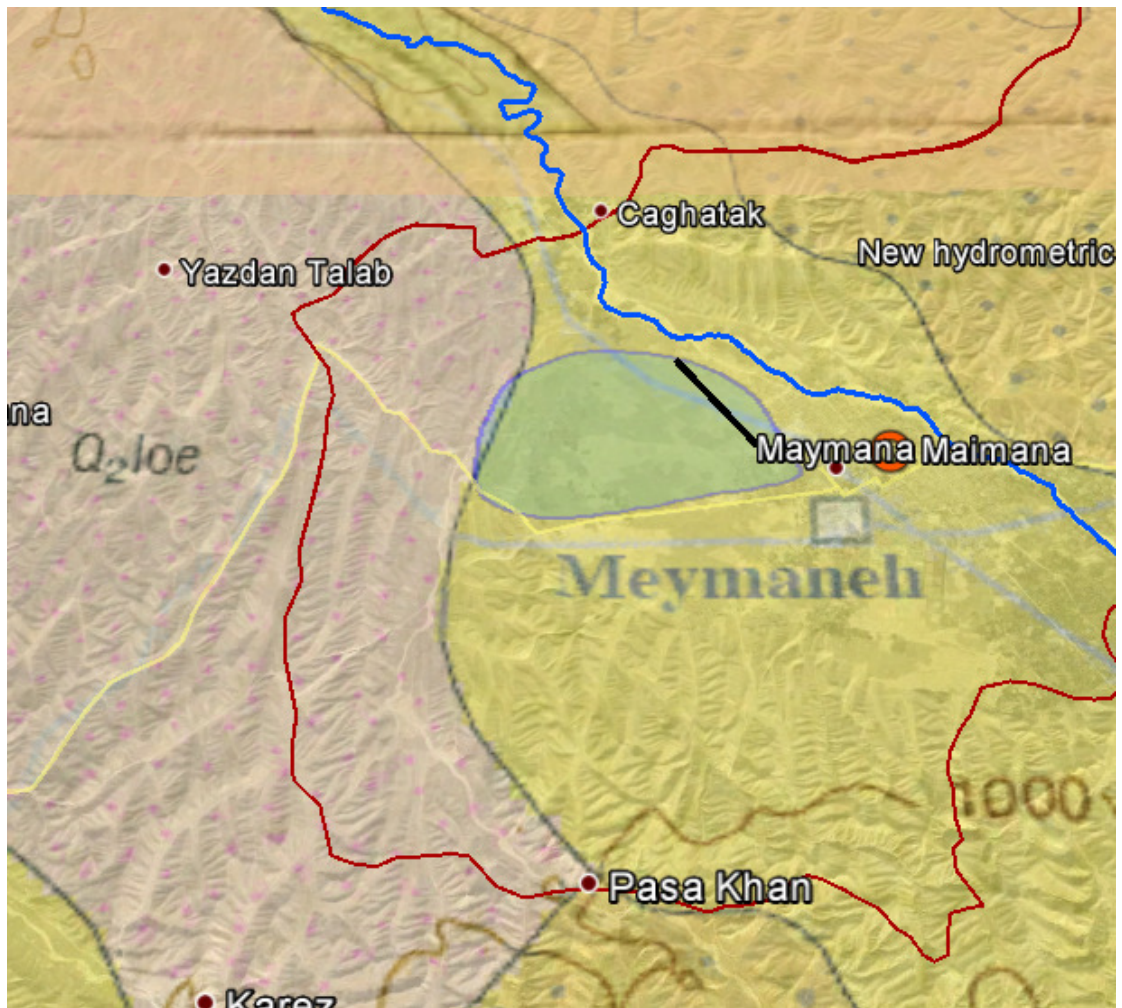 Caghatak
New hydrometric
Yazdan Talab
na
Q₂loe
Maymana
Maimana
Meymaneh
1000
Pasa Khan
Karez